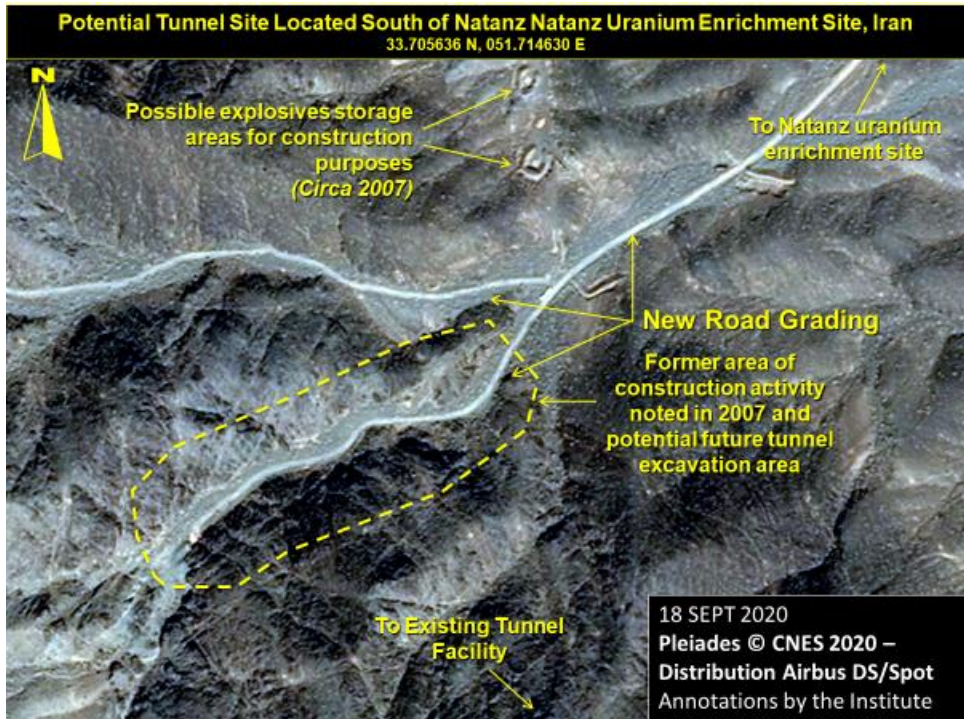 Potential Tunnel Site Located South of Natanz Natanz Uranium Enrichment Site, Iran
33.705636 N, 051.714630 E
N
Possible explosives storage
areas for construction
purposes
(Circa 2007)
To Natanz uranium
enrichment site
New Road Grading
Former area of
construction activity
noted in 2007 and
potential future tunnel
excavation area
To Existing Tunnel
Facility
18 SEPT 2020
Pleiades © CNES 2020 –
Distribution Airbus DS/Spot
Annotations by the Institute